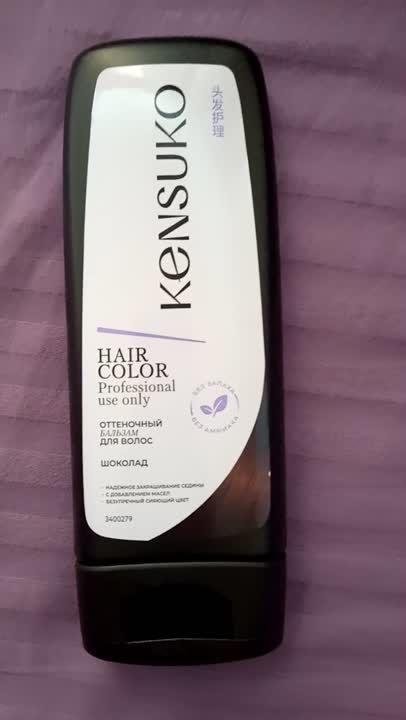 头发护理
KENSUKO
HAIR
COLOR
Professional
use only
БЕЗ ЗАПАХА
БЕЗ АММИАКА
ОТТЕНОЧНЫЙ
БАЛЬЗАМ
ДЛЯ ВОЛОС
ШОКОЛАД
- НАДЕЖНОЕ ЗАКРАШИВАНИЕ СЕДИНЫ
- С ДОБАВЛЕНИЕМ МАСЕЛ
- БЕЗУПРЕЧНЫЙ СИЯЮЩИЙ ЦВЕТ
3400279